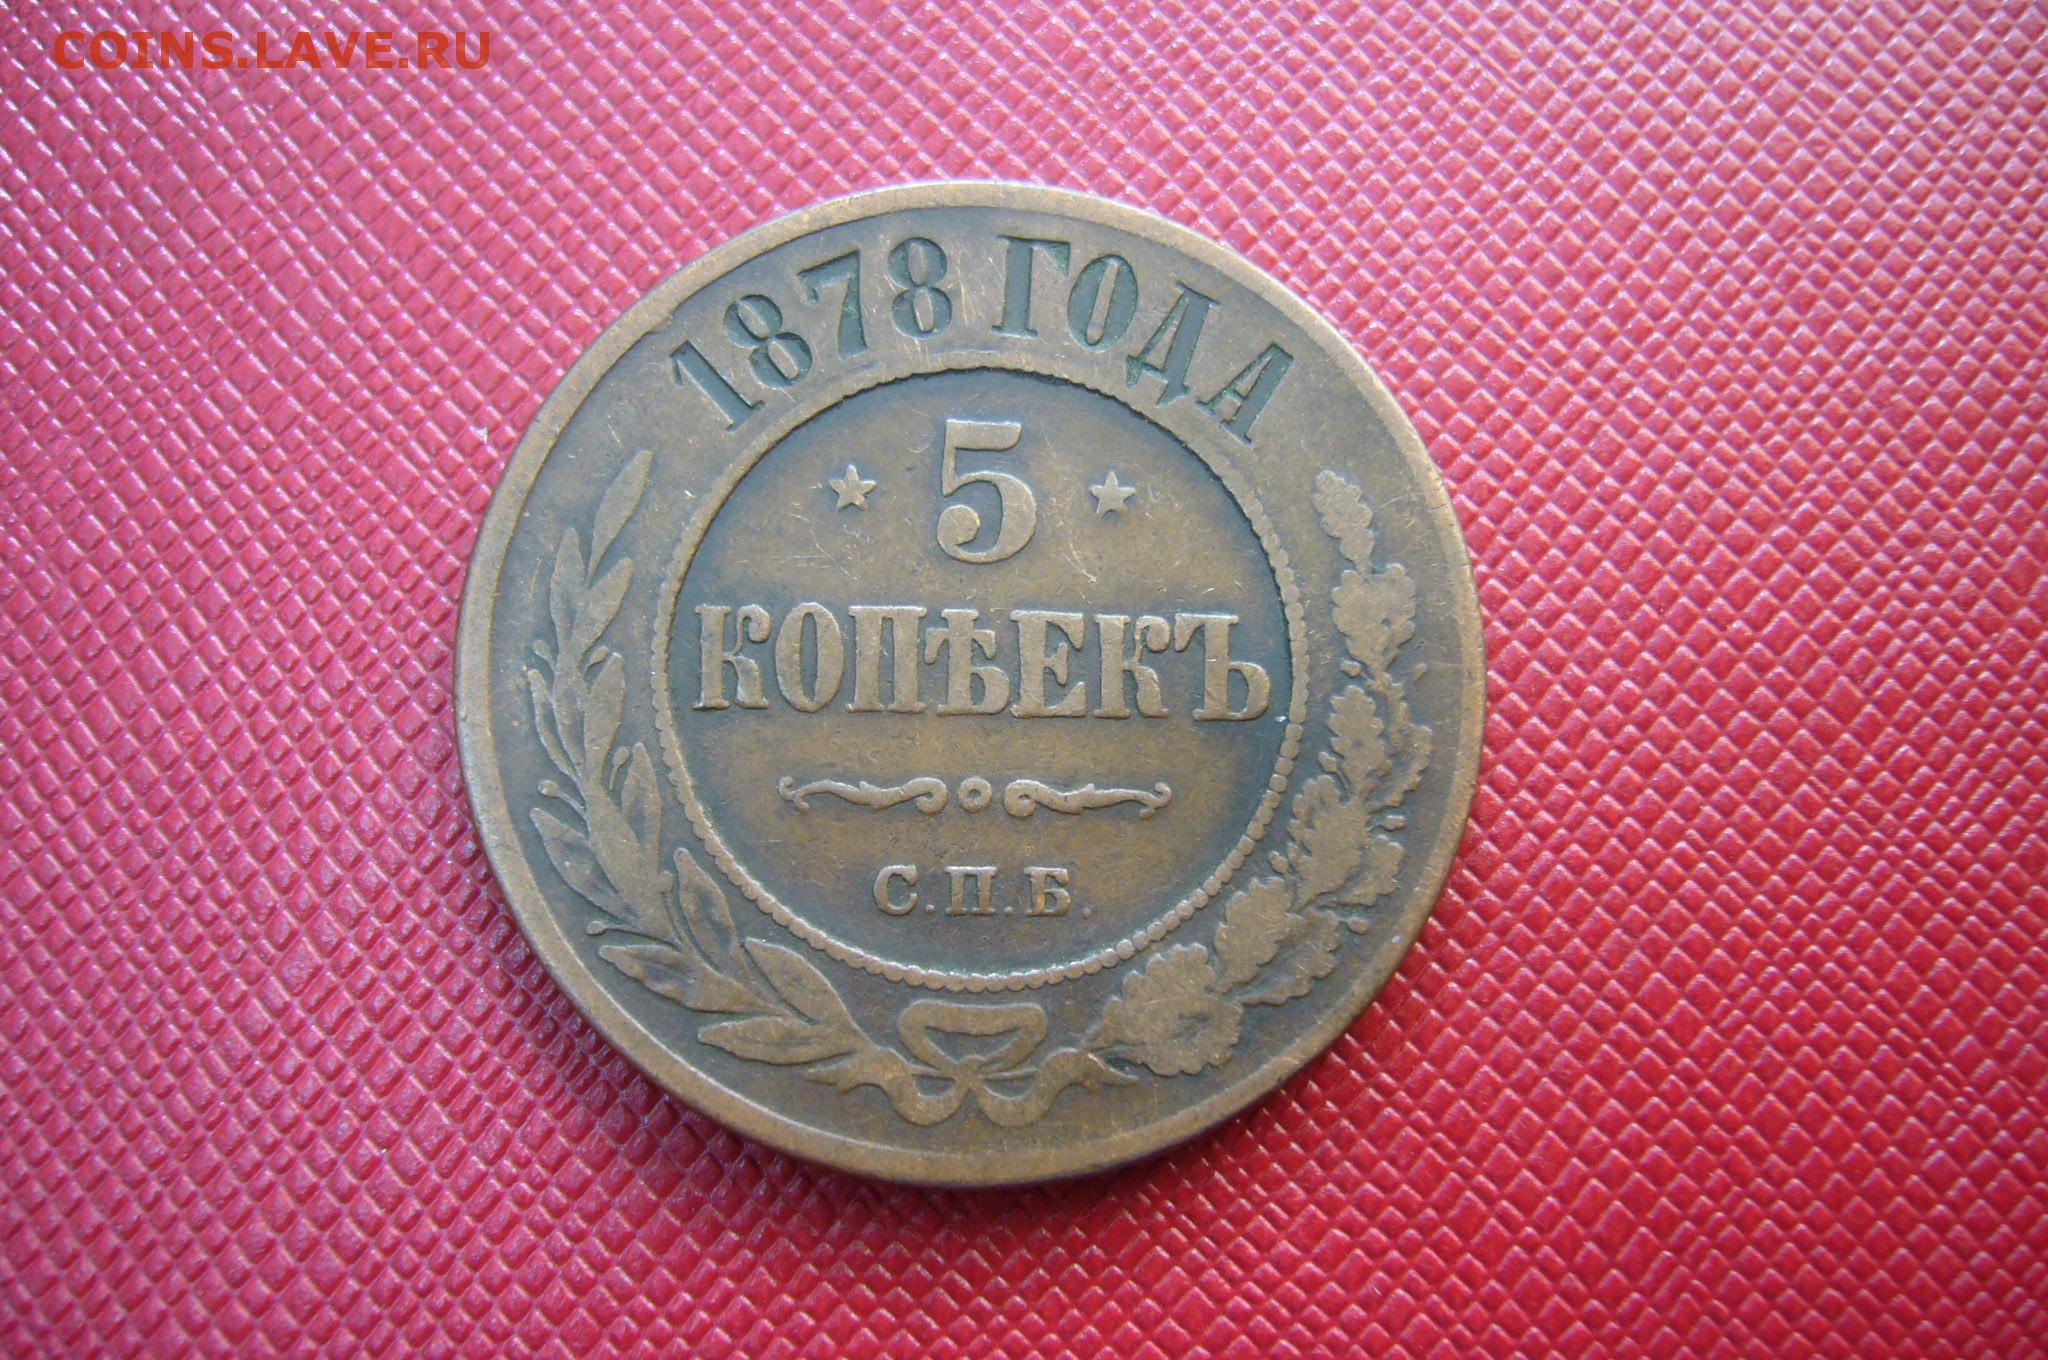 COINS.LAVE.RU
1878 ГОДА
5
КОПѢЕКЪ
С.П.Б.